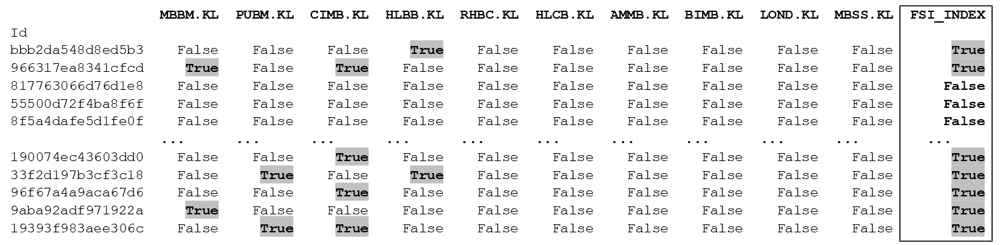 MBBM.KL PUBM.KL CIMB.KL HLBB.KL RHBC.KL HLCB.KL AMMB.KL BIMB.KL LOND.KL MBSS.KL FSI_INDEX
Id
bbb2da548d8ed5b3 False False False True False False False False False False True
966317ea8341cfcd True False True False False False False False False False True
817763066d76d1e8 False False False False False False False False False False False
55500d72f4ba8f6f False False False False False False False False False False False
8f5a4dafe5d1fe0f False False False False False False False False False False False
... ... ... ... ... ... ... ... ... ... ...
190074ec43603dd0 False False True False False False False False False False True
33f2d197b3cf3c18 False True False True False False False False False False True
96f67a4a9aca67d6 False False True False False False False False False False True
9aba92adf971922a True False False False False False False False False False True
19393f983aee306c False True True False False False False False False False True